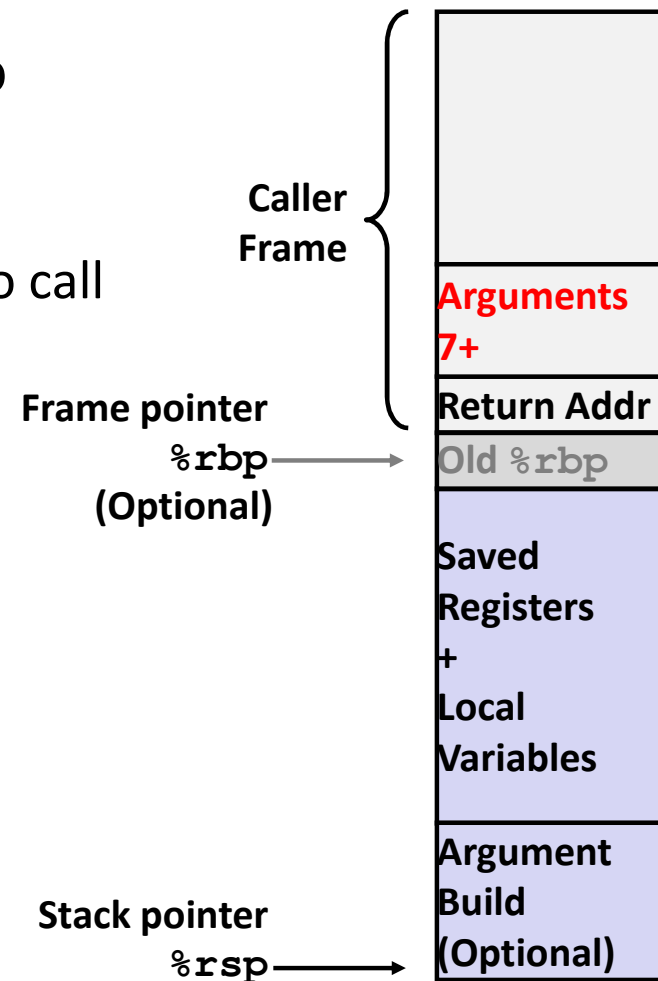 o call
Caller
Frame
Arguments
7+
Return Addr
Frame pointer
%rbp
(Optional)
Old %rbp
Saved
Registers
+
Local
Variables
Argument
Build
(Optional)
Stack pointer
%rsp